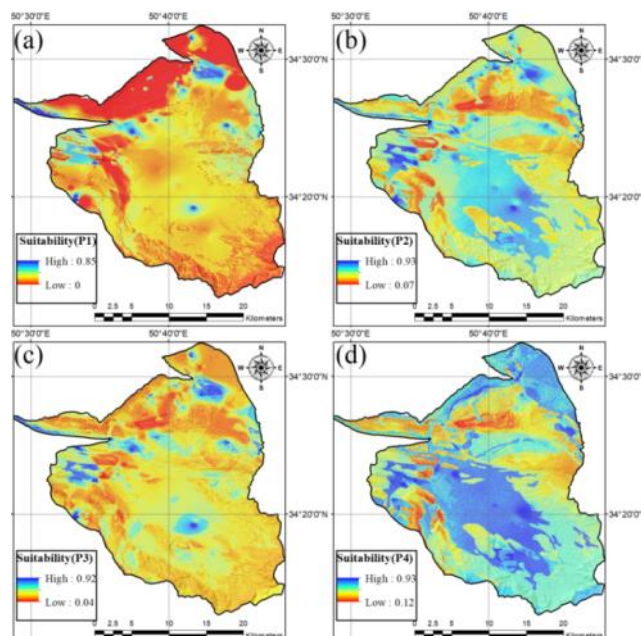 50°30'0"E 50°40'0"E
(a)
N
W E
S
34°30'0"N
34°20'0"N
Suitability(P1)
High : 0.85
Low : 0
0 2.5 5 10 15 20
Kilometers
50°40'0"E
(b)
N
W E
S
34°30'0"N
34°20'0"N
Suitability(P2)
High : 0.93
Low : 0.07
0 2.5 5 10 15 20
Kilometers
50°30'0"E 50°40'0"E
(c)
N
W E
S
34°30'0"N
34°20'0"N
Suitability(P3)
High : 0.92
Low : 0.04
0 2.5 5 10 15 20
Kilometers
50°30'0"E 50°40'0"E
(d)
N
W E
S
34°30'0"N
34°20'0"N
Suitability(P4)
High : 0.93
Low : 0.12
0 2.5 5 10 15 20
Kilometers